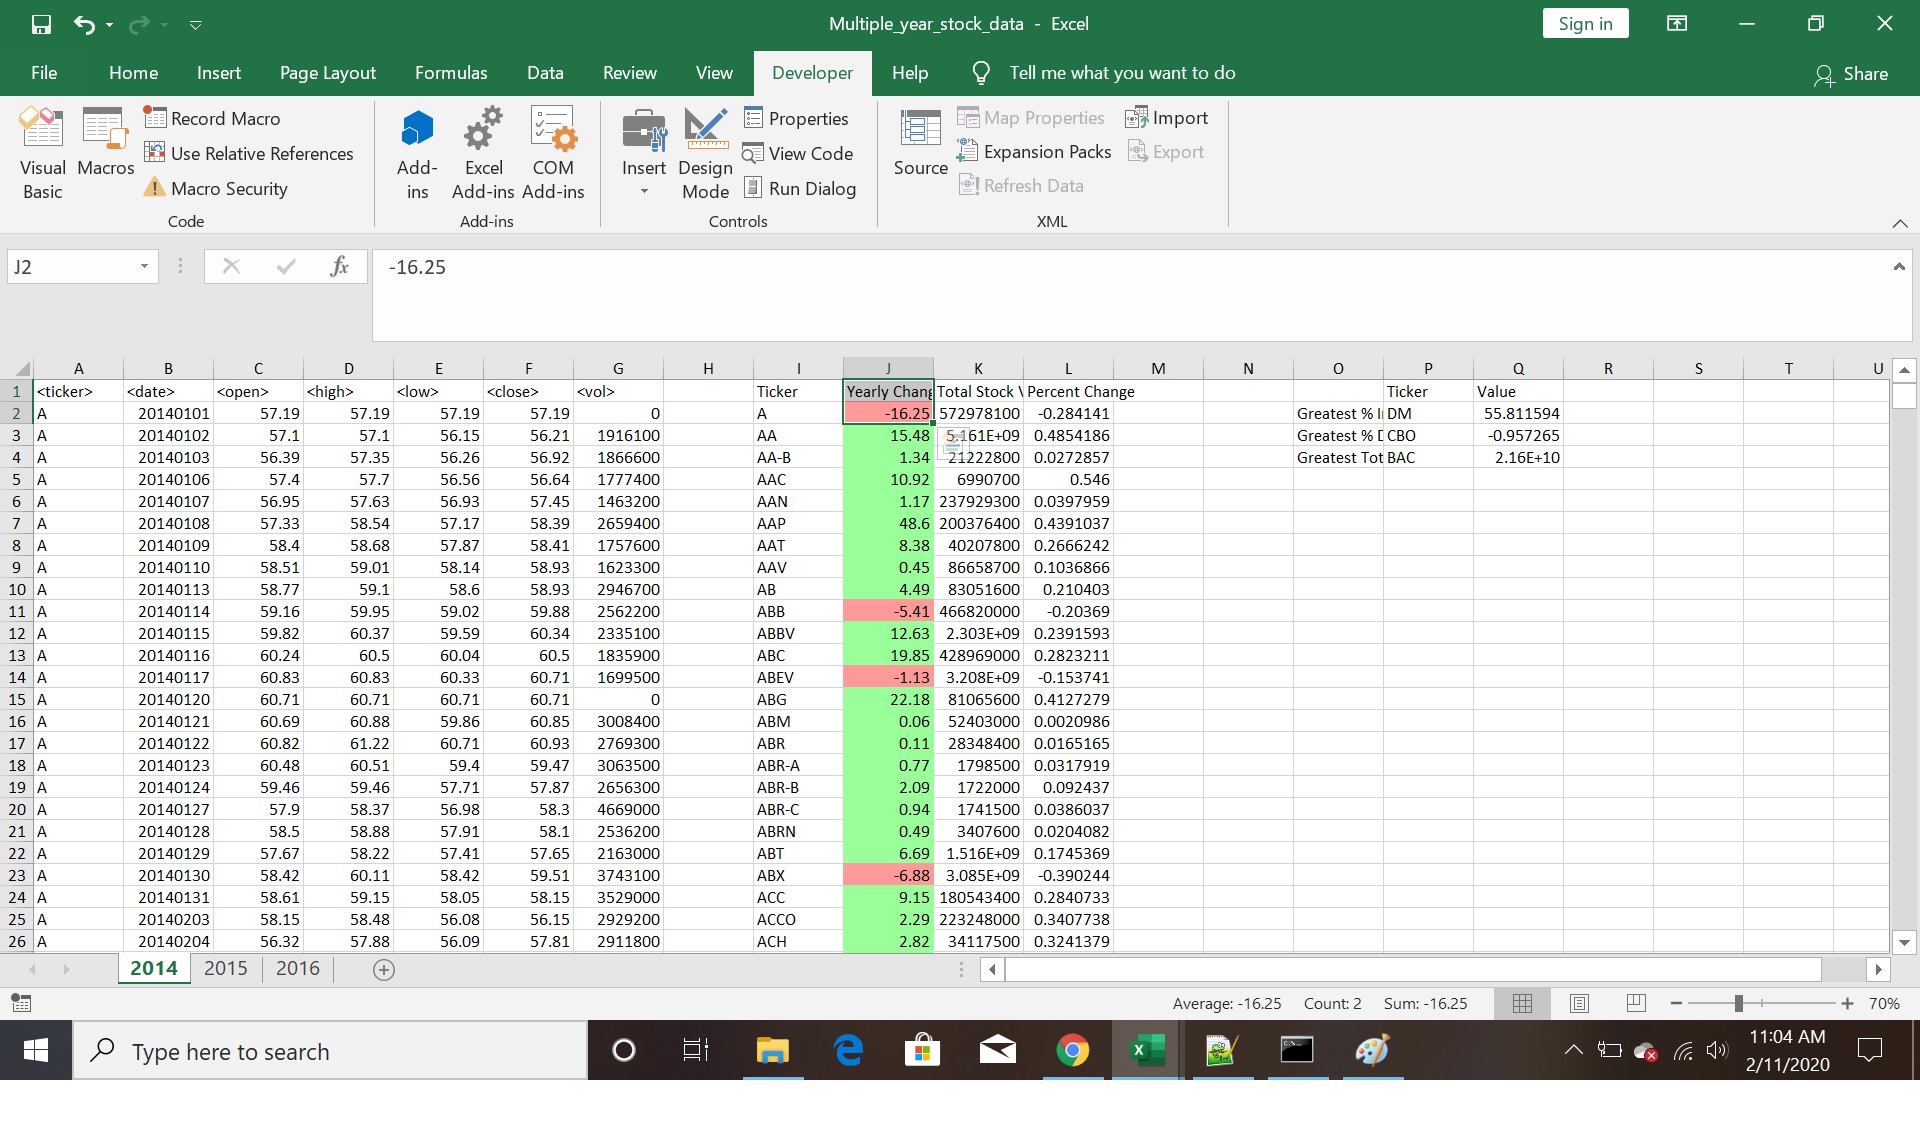 Multiple_year_stock_data - Excel
Sign in
File Home Insert Page Layout Formulas Data Review View Developer Help Tell me what you want to do Share
Visual Basic
Macros
Record Macro
Use Relative References
Macro Security
Code
Add-ins
Excel Add-ins
COM Add-ins
Add-ins
Insert
Design Mode
Properties
View Code
Run Dialog
Controls
Source
Map Properties
Expansion Packs
Refresh Data
Import
Export
XML
J2 fx -16.25
A B C D E F G H I J K L M N O P Q R S T U
1 <ticker> <date> <open> <high> <low> <close> <vol> Ticker Yearly Chang Total Stock V Percent Change Ticker Value
2 A 20140101 57.19 57.19 57.19 57.19 0 A -16.25 572978100 -0.284141 Greatest % I DM 55.811594
3 A 20140102 57.1 57.1 56.15 56.21 1916100 AA 15.48 5.161E+09 0.4854186 Greatest % D CBO -0.957265
4 A 20140103 56.39 57.35 56.26 56.92 1866600 AA-B 1.34 21222800 0.0272857 Greatest Tot BAC 2.16E+10
5 A 20140106 57.4 57.7 56.56 56.64 1777400 AAC 10.92 6990700 0.546
6 A 20140107 56.95 57.63 56.93 57.45 1463200 AAN 1.17 237929300 0.0397959
7 A 20140108 57.33 58.54 57.17 58.39 2659400 AAP 48.6 200376400 0.4391037
8 A 20140109 58.4 58.68 57.87 58.41 1757600 AAT 8.38 40207800 0.2666242
9 A 20140110 58.51 59.01 58.14 58.93 1623300 AAV 0.45 86658700 0.1036866
10 A 20140113 58.77 59.1 58.6 58.93 2946700 AB 4.49 83051600 0.210403
11 A 20140114 59.16 59.95 59.02 59.88 2562200 ABB -5.41 466820000 -0.20369
12 A 20140115 59.82 60.37 59.59 60.34 2335100 ABBV 12.63 2.303E+09 0.2391593
13 A 20140116 60.24 60.5 60.04 60.5 1835900 ABC 19.85 428969000 0.2823211
14 A 20140117 60.83 60.83 60.33 60.71 1699500 ABEV -1.13 3.208E+09 -0.153741
15 A 20140120 60.71 60.71 60.71 60.71 0 ABG 22.18 81065600 0.4127279
16 A 20140121 60.69 60.88 59.86 60.85 3008400 ABM 0.06 52403000 0.0020986
17 A 20140122 60.82 61.22 60.71 60.93 2769300 ABR 0.11 28348400 0.0165165
18 A 20140123 60.48 60.51 59.4 59.47 3063500 ABR-A 0.77 1798500 0.0317919
19 A 20140124 59.46 59.46 57.71 57.87 2656300 ABR-B 2.09 1722000 0.092437
20 A 20140127 57.9 58.37 56.98 58.3 4669000 ABR-C 0.94 1741500 0.0386037
21 A 20140128 58.5 58.88 57.91 58.1 2536200 ABRN 0.49 3407600 0.0204082
22 A 20140129 57.67 58.22 57.41 57.65 2163000 ABT 6.69 1.516E+09 0.1745369
23 A 20140130 58.42 60.11 58.42 59.51 3743100 ABX -6.88 3.085E+09 -0.390244
24 A 20140131 58.61 59.15 58.05 58.15 3529000 ACC 9.15 180543400 0.2840733
25 A 20140203 58.15 58.48 56.08 56.15 2929200 ACCO 2.29 223248000 0.3407738
26 A 20140204 56.32 57.88 56.09 57.81 2911800 ACH 2.82 34117500 0.3241379
2014 2015 2016
Average: -16.25 Count: 2 Sum: -16.25 70%
Type here to search
11:04 AM
2/11/2020